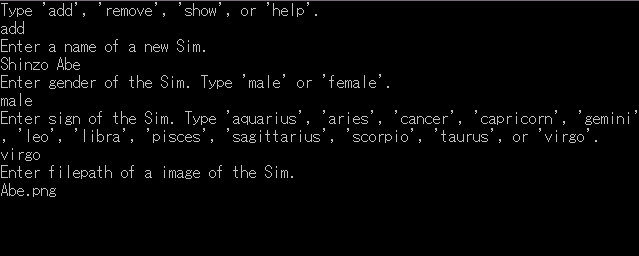 Type 'add', 'remove', 'show', or 'help'.
add
Enter a name of a new Sim.
Shinzo Abe
Enter gender of the Sim. Type 'male' or 'female'.
male
Enter sign of the Sim. Type 'aquarius', 'aries', 'cancer', 'capricorn', 'gemini'
, 'leo', 'libra', 'pisces', 'sagittarius', 'scorpio', 'taurus', or 'virgo'.
virgo
Enter filepath of a image of the Sim.
Abe.png